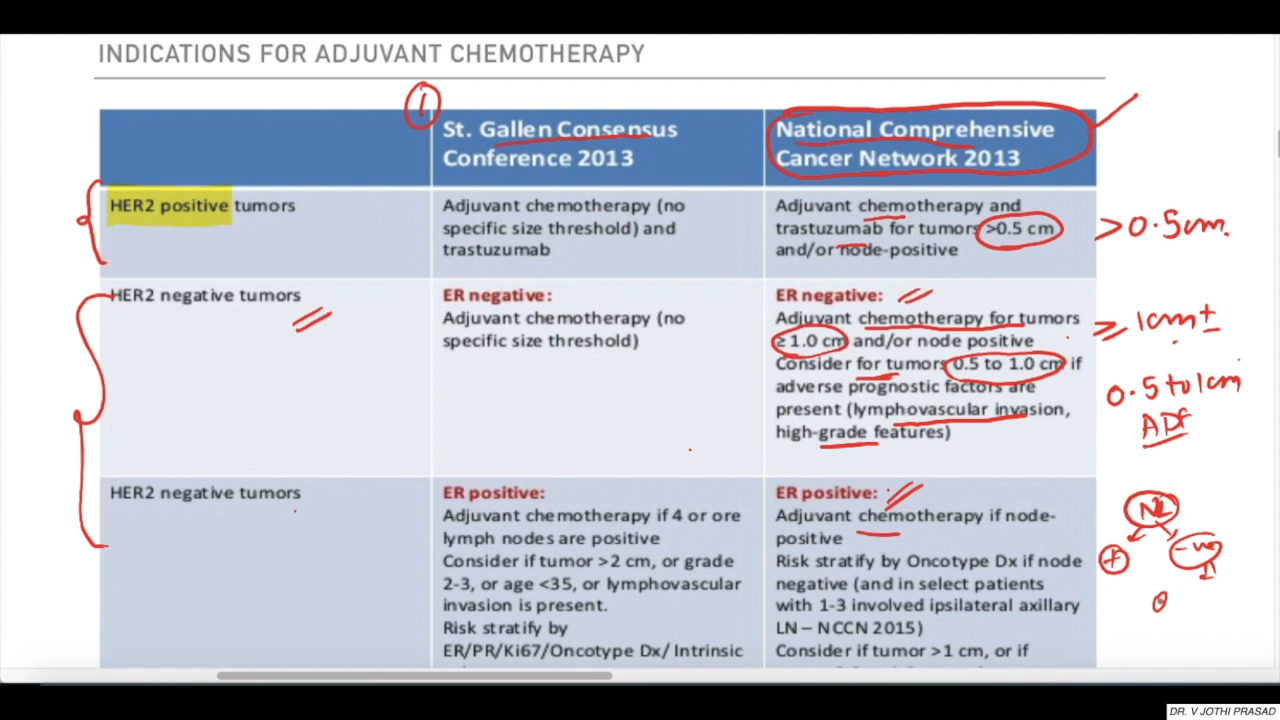 INDICATIONS FOR ADJUVANT CHEMOTHERAPY
1
St. Gallen Consensus
Conference 2013
National Comprehensive
Cancer Network 2013
HER2 positive tumors
Adjuvant chemotherapy (no
specific size threshold) and
trastuzumab
Adjuvant chemotherapy and
trastuzumab for tumors >0.5 cm
and/or node-positive
>0.5cm.
HER2 negative tumors
ER negative:
Adjuvant chemotherapy (no
specific size threshold)
ER negative:
Adjuvant chemotherapy for tumors
≥1.0 cm and/or node positive
Consider for tumors 0.5 to 1.0 cm if
adverse prognostic factors are
present (lymphovascular invasion,
high-grade features)
≥ 1cm ±
0.5 to 1cm
HER2 negative tumors
ER positive:
Adjuvant chemotherapy if 4 or ore
lymph nodes are positive
Consider if tumor >2 cm, or grade
2-3, or age <35, or lymphovascular
invasion is present.
Risk stratify by
ER/PR/Ki67/Oncotype Dx/ Intrinsic
ER positive:
Adjuvant chemotherapy if node-
positive
Risk stratify by Oncotype Dx if node
negative (and in select patients
with 1-3 involved ipsilateral axillary
LN – NCCN 2015)
Consider if tumor >1 cm, or if
+
-ve
DR. V JOTHI PRASAD